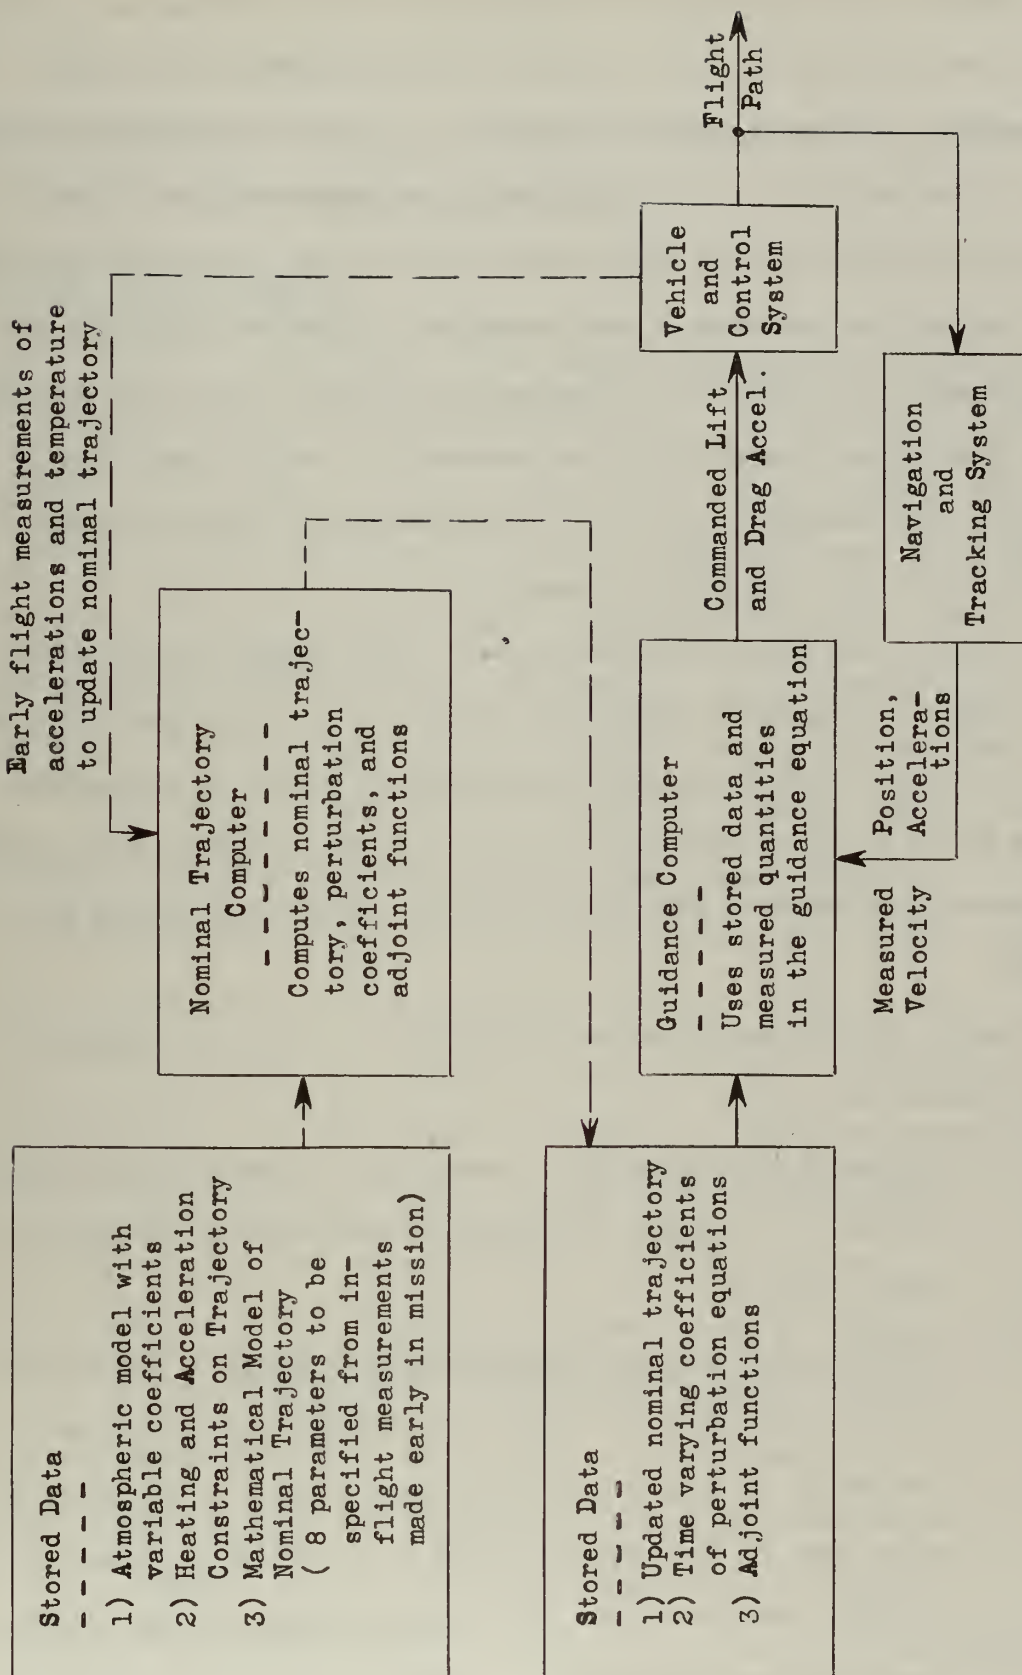 Early flight measurements of
accelerations and temperature
to update nominal trajectory
Stored Data
1) Atmospheric model with
variable coefficients
2) Heating and Acceleration
Constraints on Trajectory
3) Mathematical Model of
Nominal Trajectory
( 8 parameters to be
specified from in-
flight measurements
made early in mission)
Nominal Trajectory
Computer
Computes nominal trajec-
tory, perturbation
coefficients, and
adjoint functions
Stored Data
1) Updated nominal trajectory
2) Time varying coefficients
of perturbation equations
3) Adjoint functions
Guidance Computer
Uses stored data and
measured quantities
in the guidance equation
Commanded Lift
and Drag Accel.
Vehicle
and
Control
System
Flight
Path
Measured Position,
Velocity Accelera-
tions
Navigation
and
Tracking System